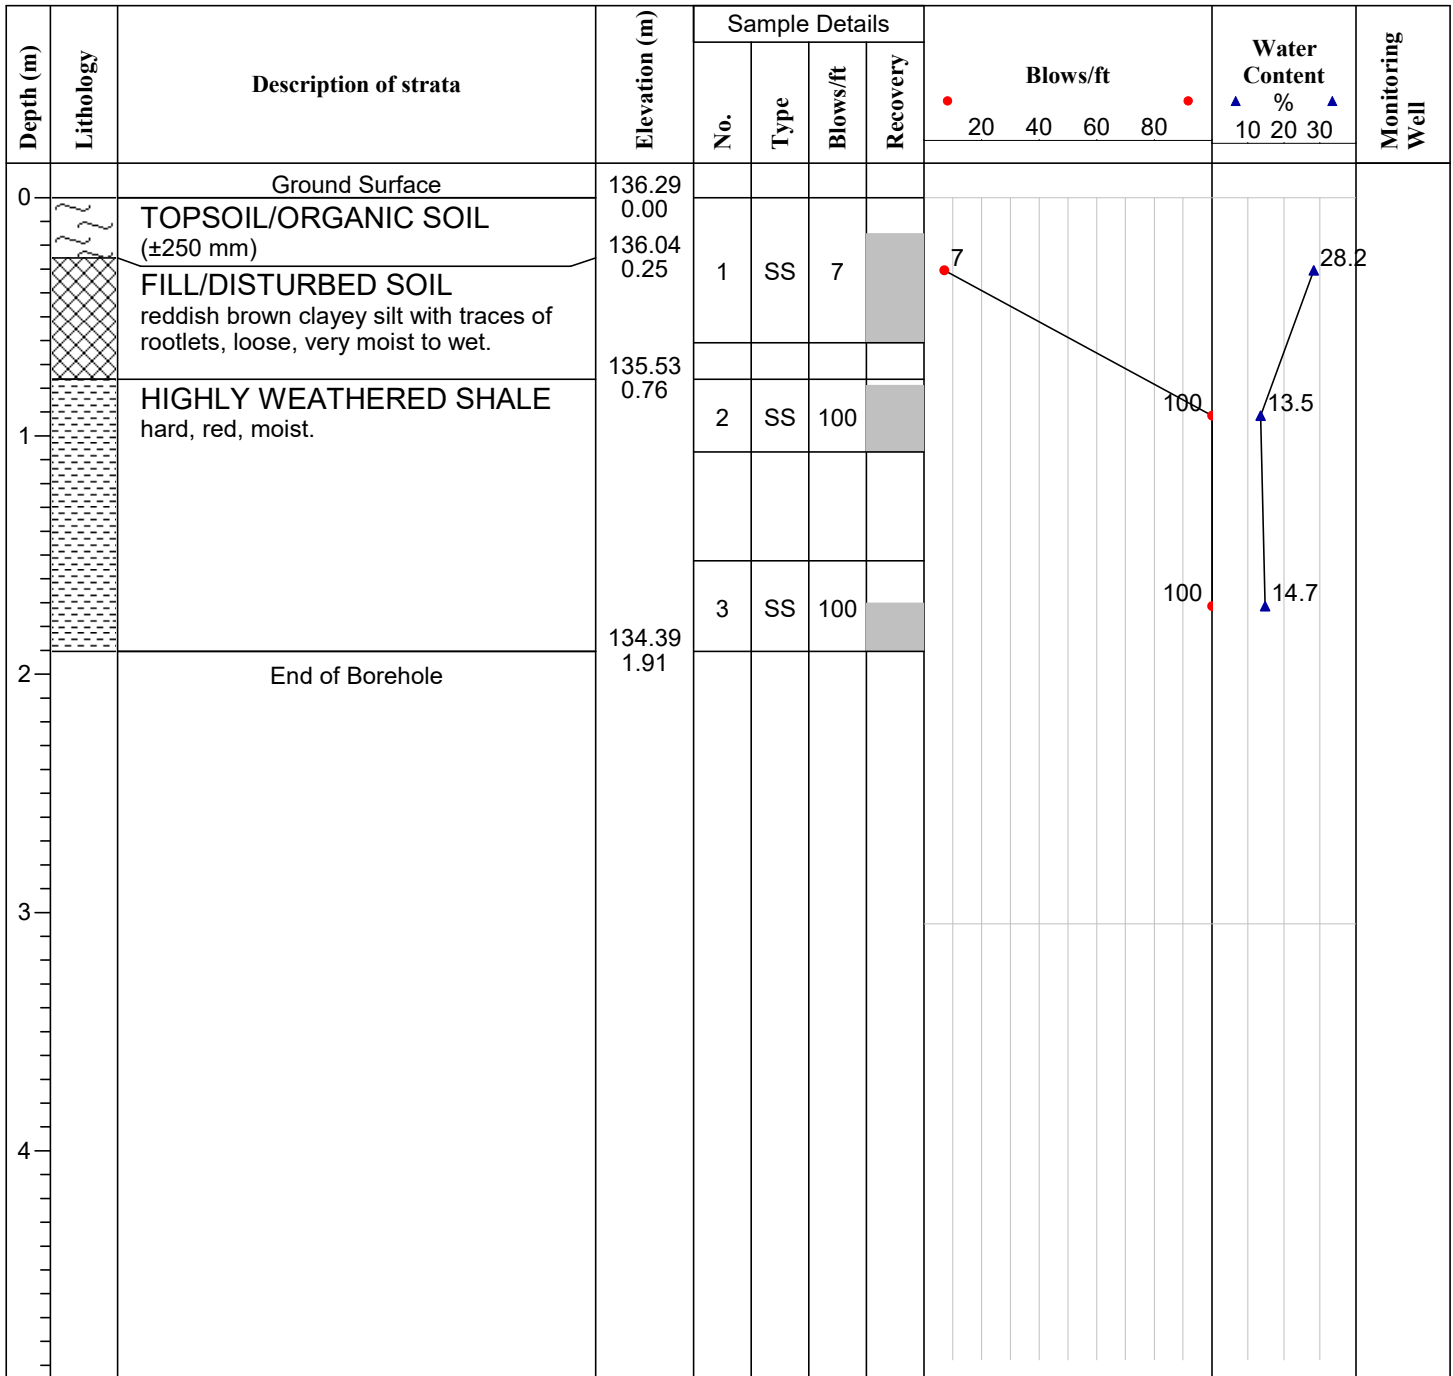 Depth (m)
Lithology
Description of strata
Elevation (m)
Sample Details
No.
Type
Blows/ft
Recovery
Blows/ft
20 40 60 80
Water
Content
%
10 20 30
Monitoring
Well
0
Ground Surface
136.29
0.00
TOPSOIL/ORGANIC SOIL
(±250 mm)
136.04
0.25
FILL/DISTURBED SOIL
reddish brown clayey silt with traces of
rootlets, loose, very moist to wet.
1 SS 7
7
28.2
135.53
0.76
HIGHLY WEATHERED SHALE
hard, red, moist.
2 SS 100
100
13.5
1
3 SS 100
100
14.7
134.39
1.91
2
End of Borehole
3
4